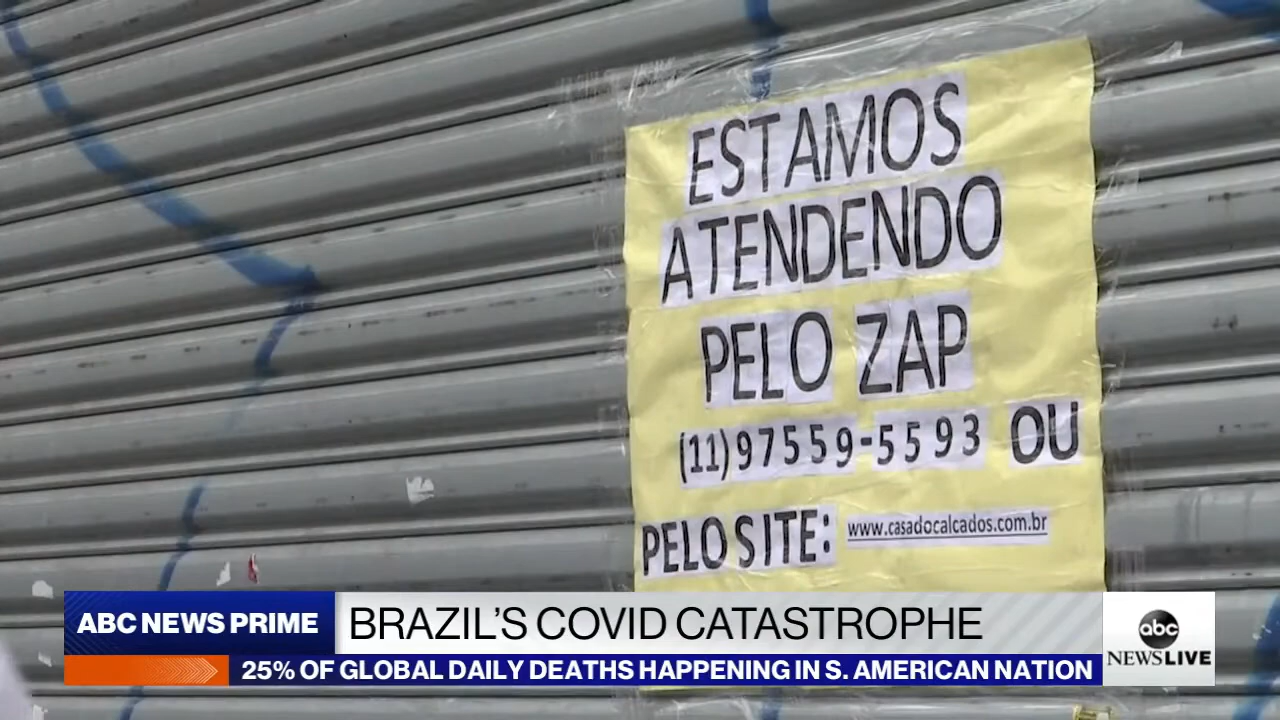 ESTAMOS
ATENDENDO
PELO ZAP
(11)97559-5593 OU
PELO SITE: www.casadocalcados.com.br
ABC NEWS PRIME
BRAZIL'S COVID CATASTROPHE
25% OF GLOBAL DAILY DEATHS HAPPENING IN S. AMERICAN NATION
abc
NEWS LIVE